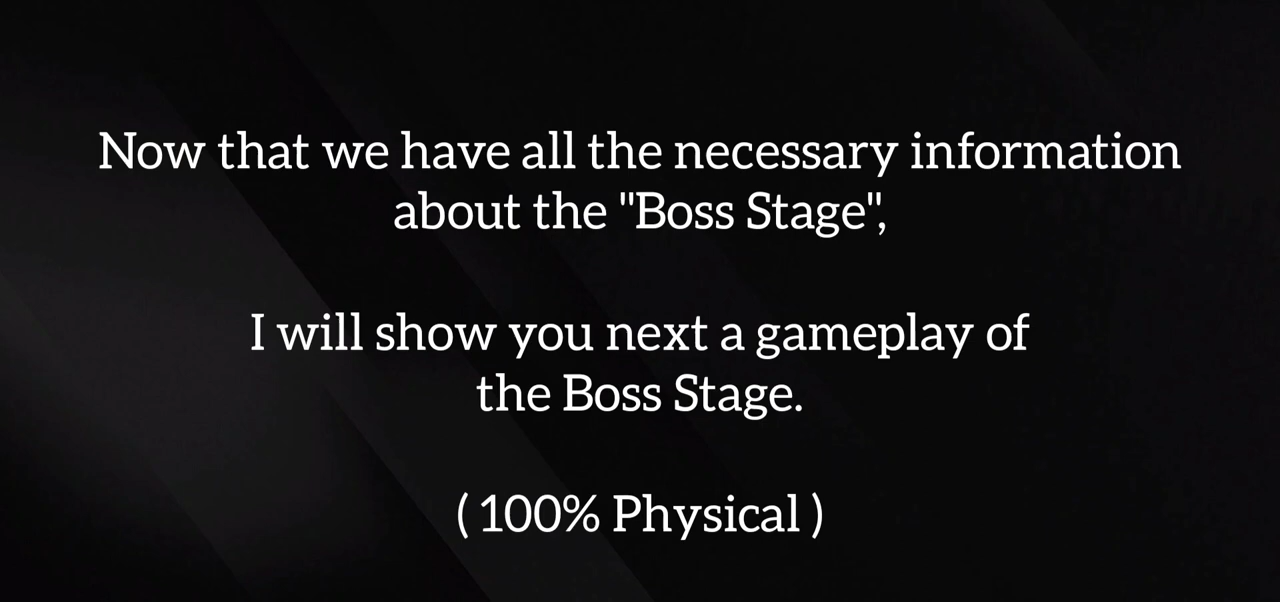 Now that we have all the necessary information
about the "Boss Stage",
I will show you next a gameplay of
the Boss Stage.
( 100% Physical )